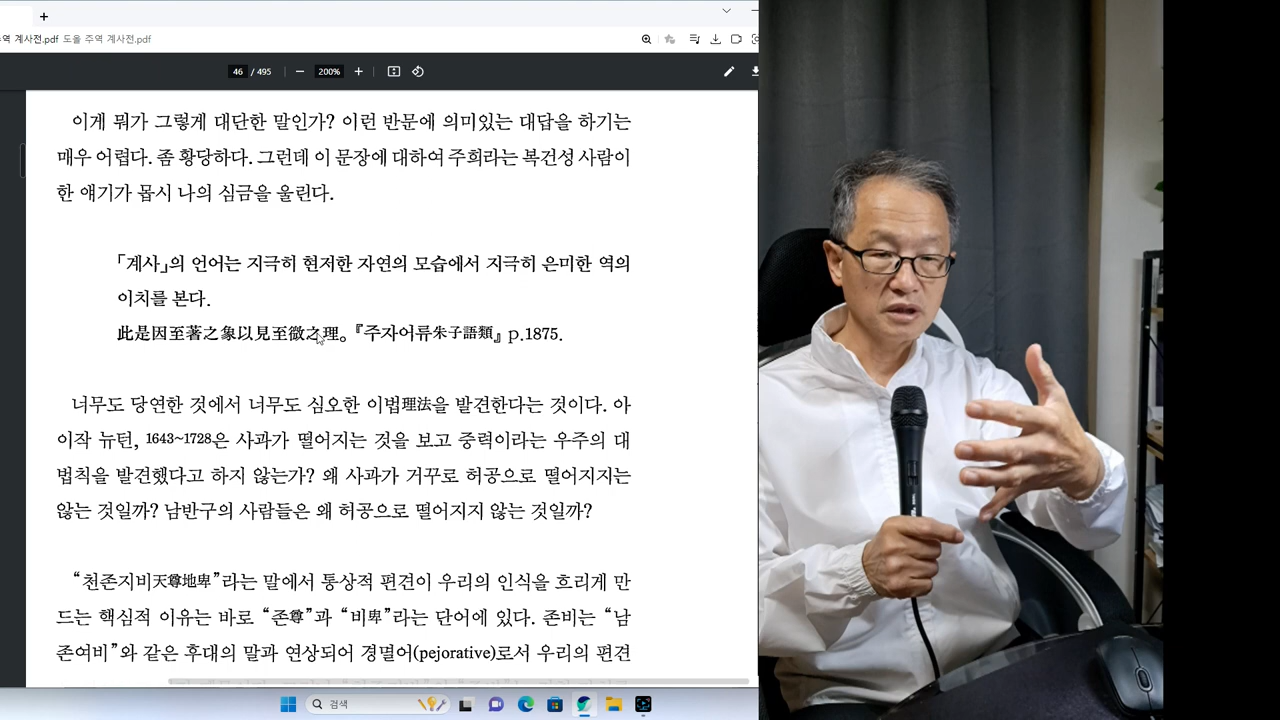 역 계사전.pdf 도올 주역 계사전.pdf
46 / 495
200%
이게 뭐가 그렇게 대단한 말인가? 이런 반문에 의미있는 대답을 하기는
매우 어렵다. 좀 황당하다. 그런데 이 문장에 대하여 주희라는 복건성 사람이
한 얘기가 몹시 나의 심금을 울린다.
「계사」의 언어는 지극히 현저한 자연의 모습에서 지극히 은미한 역의
이치를 본다.
此是因至著之象以見至微之理。『주자어류朱子語類』 p.1875.
너무도 당연한 것에서 너무도 심오한 이법理法을 발견한다는 것이다. 아
이작 뉴턴, 1643~1728은 사과가 떨어지는 것을 보고 중력이라는 우주의 대
법칙을 발견했다고 하지 않는가? 왜 사과가 거꾸로 허공으로 떨어지지는
않는 것일까? 남반구의 사람들은 왜 허공으로 떨어지지 않는 것일까?
“천존지비天尊地卑”라는 말에서 통상적 편견이 우리의 인식을 흐리게 만
드는 핵심적 이유는 바로 “존尊”과 “비卑”라는 단어에 있다. 존비는 “남
존여비”와 같은 후대의 말과 연상되어 경멸어(pejorative)로서 우리의 편견
검색